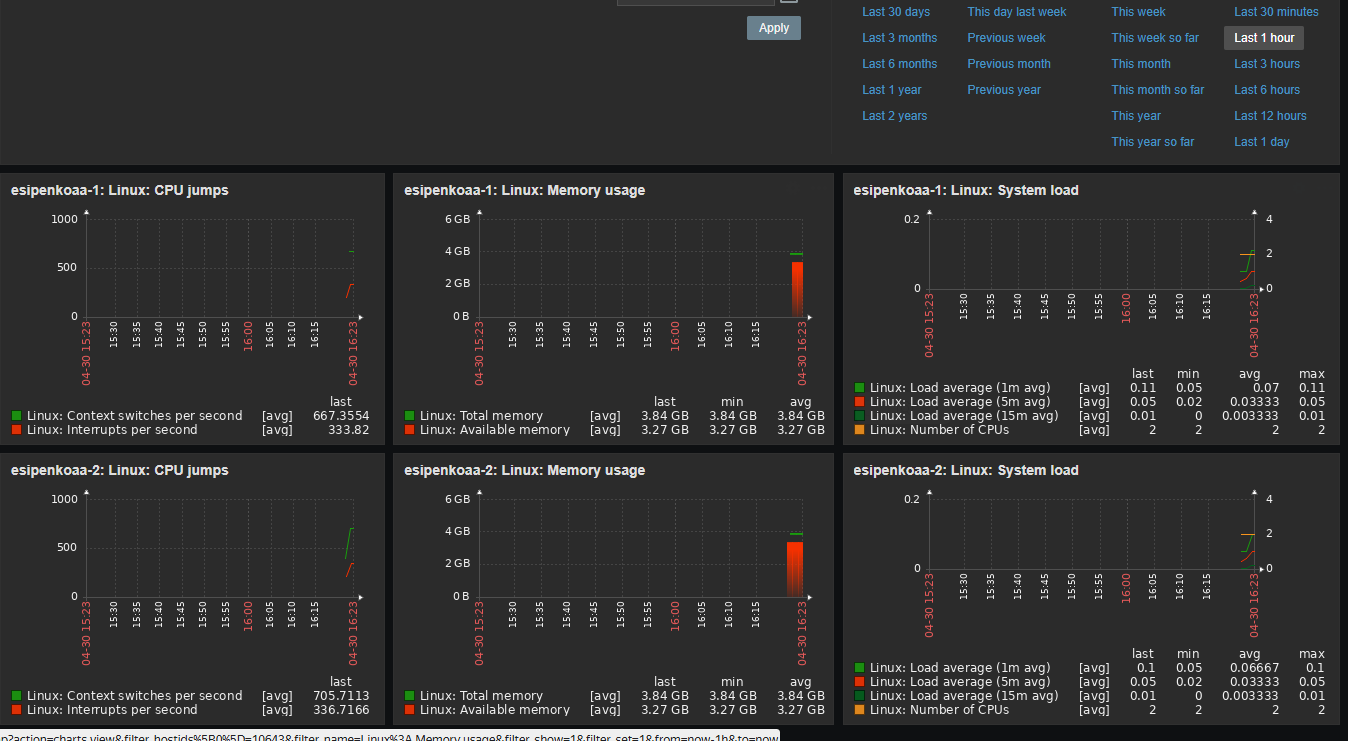 Last 30 days This day last week This week Last 30 minutes
Apply
Last 3 months Previous week This week so far Last 1 hour
Last 6 months Previous month This month Last 3 hours
Last 1 year Previous year This month so far Last 6 hours
Last 2 years This year Last 12 hours
This year so far Last 1 day
esipenkoaa-1: Linux: CPU jumps
1000
500
0
04-30 15:23 15:30 15:35 15:40 15:45 15:50 15:55 16:00 16:05 16:10 16:15 04-30 16:23
last
Linux: Context switches per second [avg] 667.3554
Linux: Interrupts per second [avg] 333.82
esipenkoaa-1: Linux: Memory usage
6 GB
4 GB
2 GB
0 B
04-30 15:23 15:30 15:35 15:40 15:45 15:50 15:55 16:00 16:05 16:10 16:15 04-30 16:23
last min avg
Linux: Total memory [avg] 3.84 GB 3.84 GB 3.84 GB
Linux: Available memory [avg] 3.27 GB 3.27 GB 3.27 GB
esipenkoaa-1: Linux: System load
0.2 4
2
0 0
04-30 15:23 15:30 15:35 15:40 15:45 15:50 15:55 16:00 16:05 16:10 16:15 04-30 16:23
last min avg max
Linux: Load average (1m avg) [avg] 0.11 0.05 0.07 0.11
Linux: Load average (5m avg) [avg] 0.05 0.02 0.03333 0.05
Linux: Load average (15m avg) [avg] 0.01 0 0.003333 0.01
Linux: Number of CPUs [avg] 2 2 2 2
esipenkoaa-2: Linux: CPU jumps
1000
500
0
04-30 15:23 15:30 15:35 15:40 15:45 15:50 15:55 16:00 16:05 16:10 16:15 04-30 16:23
last
Linux: Context switches per second [avg] 705.7113
Linux: Interrupts per second [avg] 336.7166
esipenkoaa-2: Linux: Memory usage
6 GB
4 GB
2 GB
0 B
04-30 15:23 15:30 15:35 15:40 15:45 15:50 15:55 16:00 16:05 16:10 16:15 04-30 16:23
last min avg
Linux: Total memory [avg] 3.84 GB 3.84 GB 3.84 GB
Linux: Available memory [avg] 3.27 GB 3.27 GB 3.27 GB
esipenkoaa-2: Linux: System load
0.2 4
2
0 0
04-30 15:23 15:30 15:35 15:40 15:45 15:50 15:55 16:00 16:05 16:10 16:15 04-30 16:23
last min avg max
Linux: Load average (1m avg) [avg] 0.1 0.05 0.06667 0.1
Linux: Load average (5m avg) [avg] 0.05 0.02 0.03333 0.05
Linux: Load average (15m avg) [avg] 0.01 0 0.003333 0.01
Linux: Number of CPUs [avg] 2 2 2 2
p?action=charts.view&filter_hostids%5B0%5D=10643&filter_name=Linux%3A Memory usage&filter_show=1&filter_set=1&from=now-1h&to=now